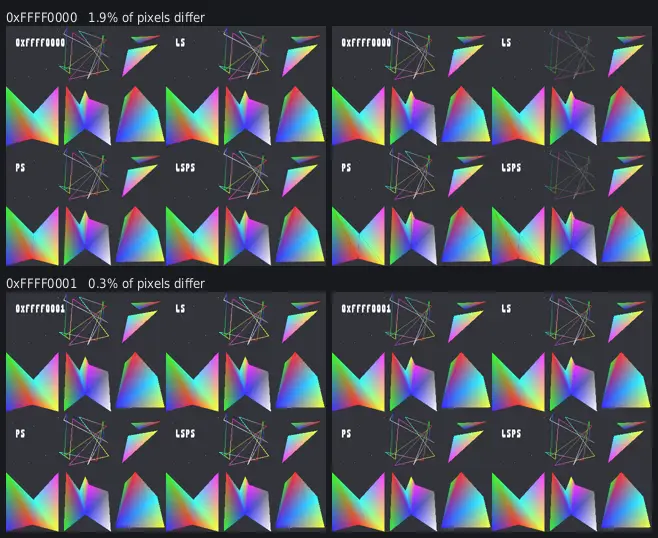 0xFFFF0000 1.9% of pixels differ
0xFFFF0000 LS
0xFFFF0000 LS
PS LSPS
PS LSPS
0xFFFF0001 0.3% of pixels differ
0xFFFF0001 LS
0xFFFF0001 LS
PS LSPS
PS LSPS